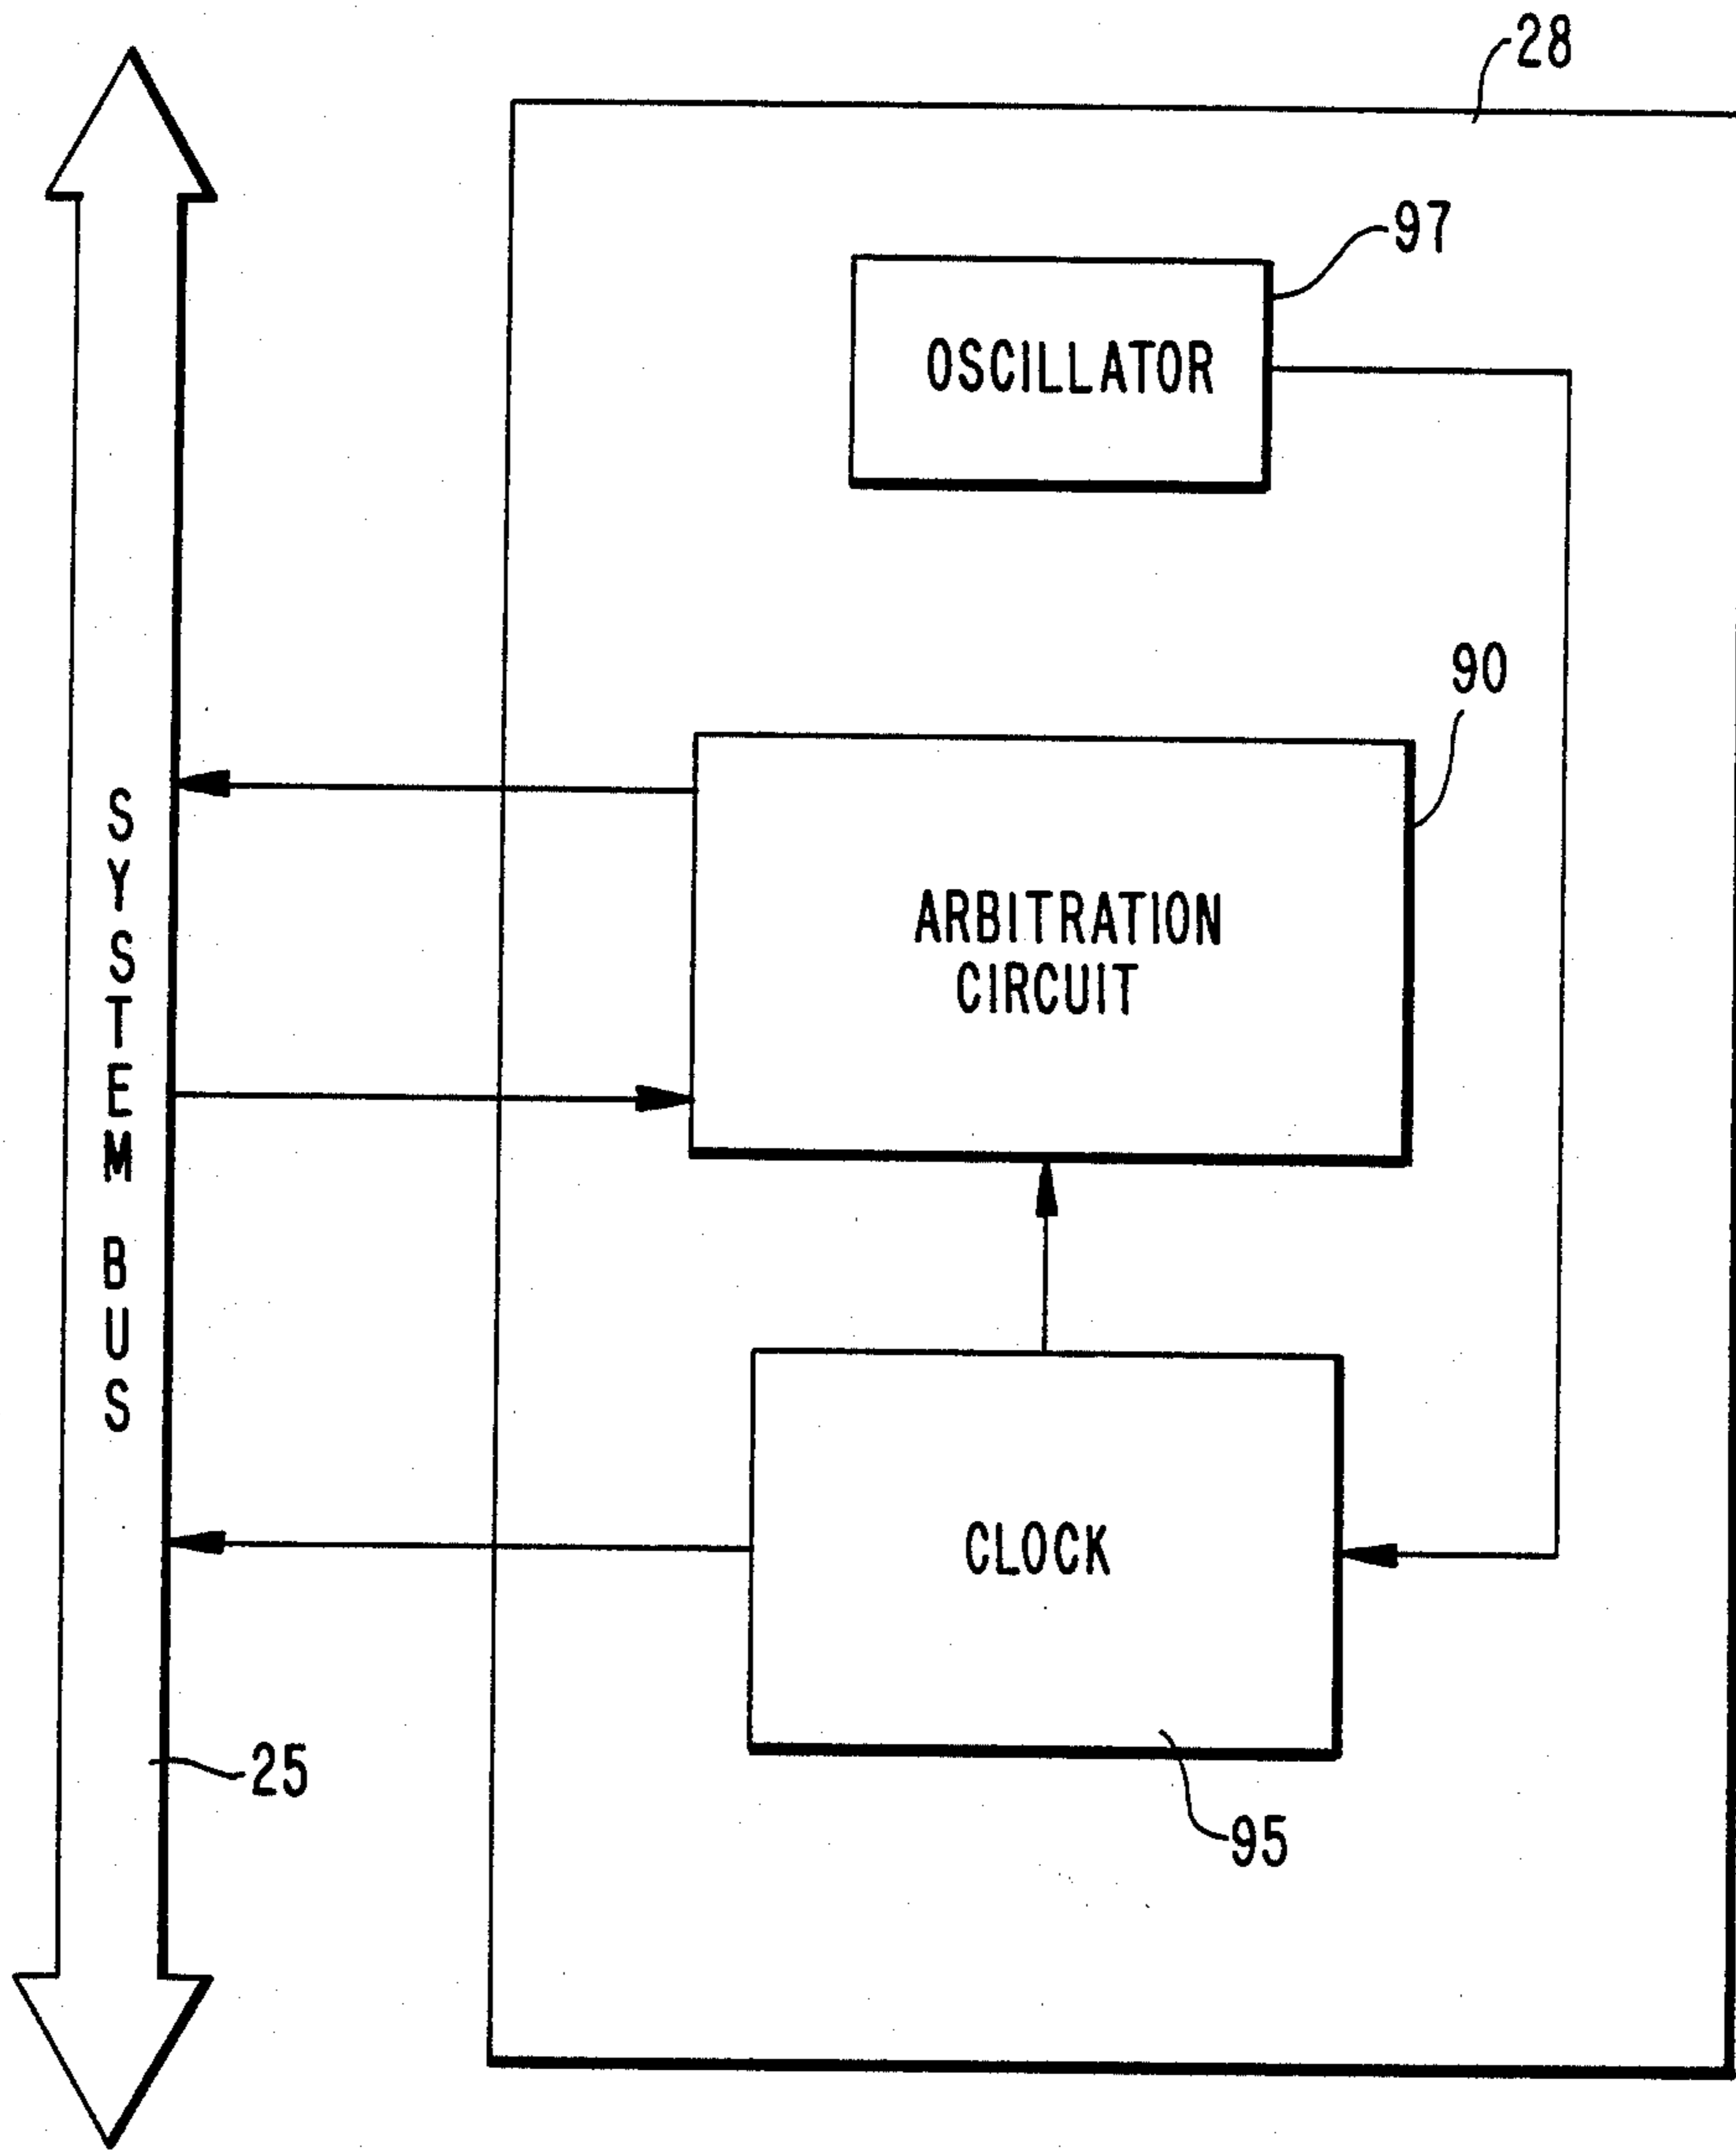 28
97
OSCILLATOR
90
ARBITRATION
CIRCUIT
SYSTEM BUS
CLOCK
25
95